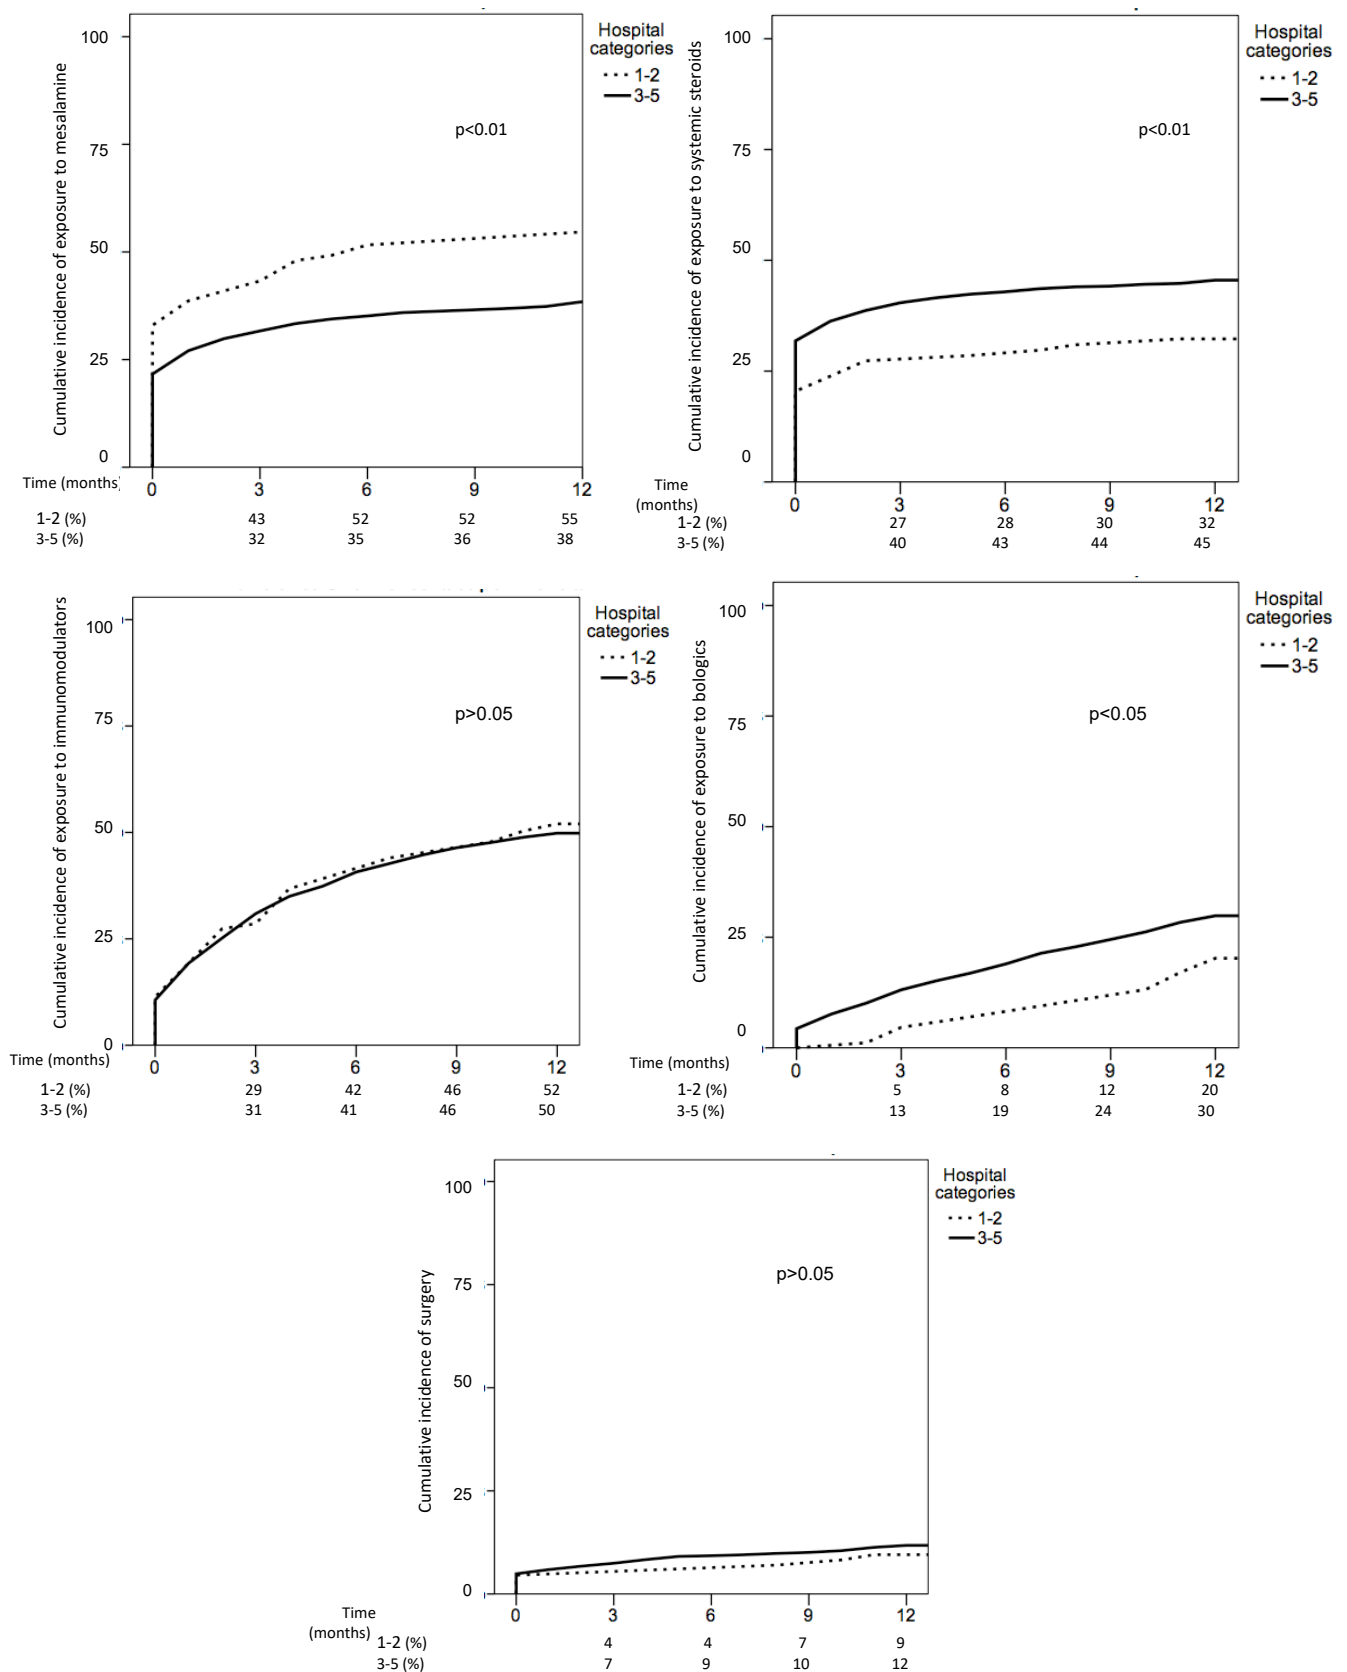 Cumulative incidence of exposure to mesalamine
100
75
50
25
0
Hospital
categories
1-2
3-5
p<0.01
Time (months)
0 3 6 9 12
1-2 (%) 43 52 52 55
3-5 (%) 32 35 36 38
Cumulative incidence of exposure to systemic steroids
100
75
50
25
0
Hospital
categories
1-2
3-5
p<0.01
Time
(months)
0 3 6 9 12
1-2 (%) 27 28 30 32
3-5 (%) 40 43 44 45
Cumulative incidence of exposure to immunomodulators
100
75
50
25
0
Hospital
categories
1-2
3-5
p>0.05
Time (months)
0 3 6 9 12
1-2 (%) 29 42 46 52
3-5 (%) 31 41 46 50
Cumulative incidence of exposure to bologics
100
75
50
25
0
Hospital
categories
1-2
3-5
p<0.05
Time (months)
0 3 6 9 12
1-2 (%) 5 8 12 20
3-5 (%) 13 19 24 30
Cumulative incidence of surgery
100
75
50
25
0
Hospital
categories
1-2
3-5
p>0.05
Time
(months)
0 3 6 9 12
1-2 (%) 4 4 7 9
3-5 (%) 7 9 10 12